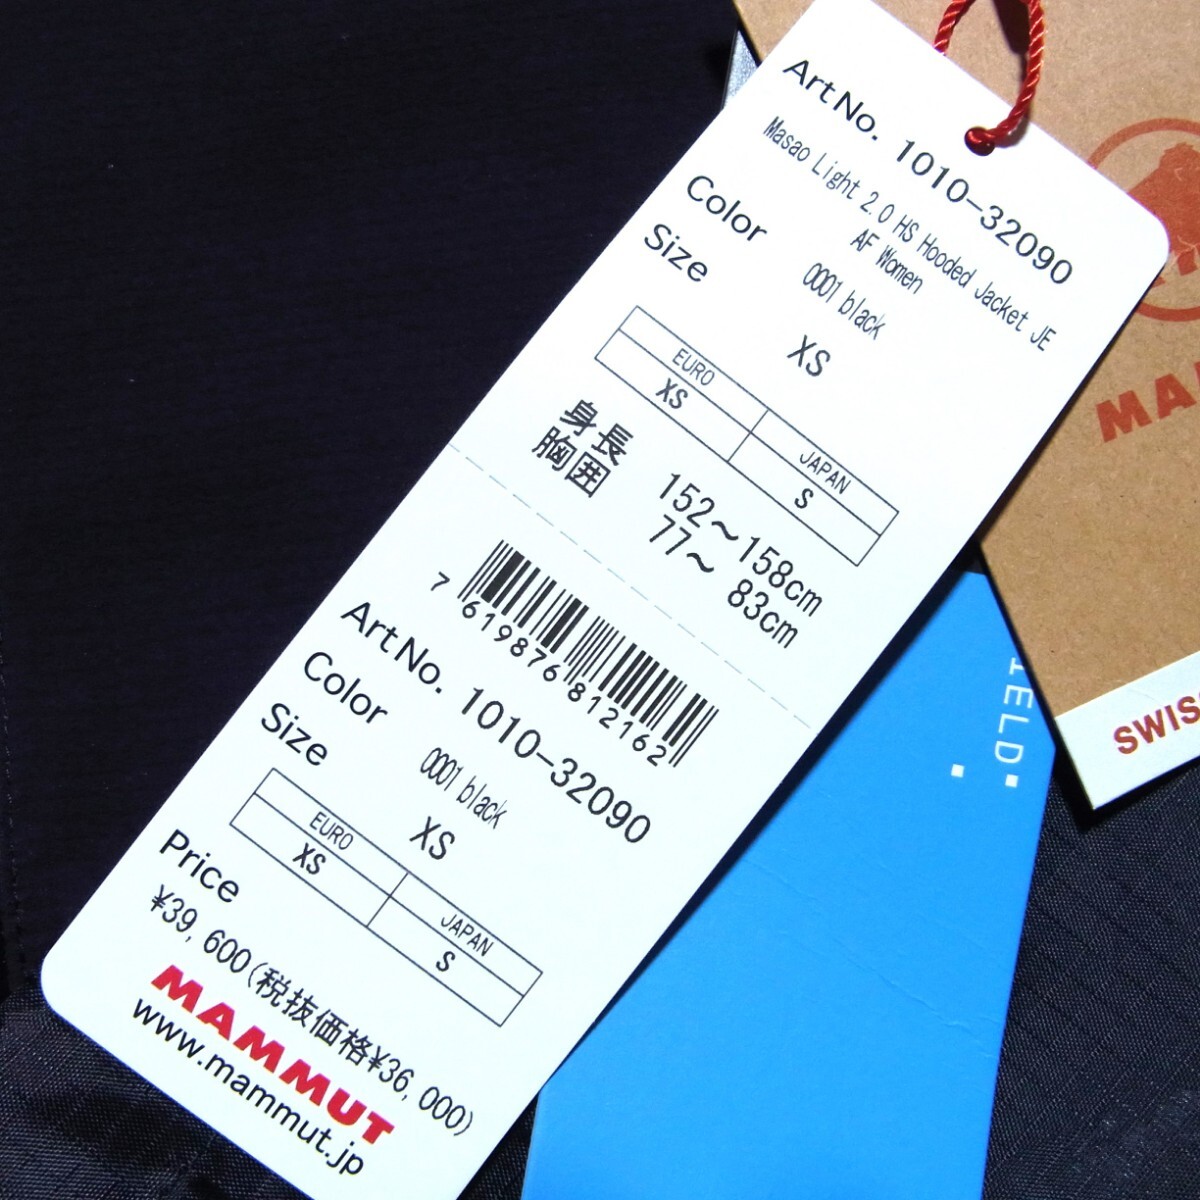 Art No. 1010-32090
Masao Light 2.0 HS Hooded Jacket JE
AF Women
Color 0001 black
Size XS
EURO JAPAN
XS S
身長 152～158cm
胸囲 77～ 83cm
7 619876 812162
Art No. 1010-32090
Color 0001 black
Size XS
EURO JAPAN
XS S
Price
¥39,600(税抜価格¥36,000)
MAMMUT
www.mammut.jp
MA
SWIS
IELD